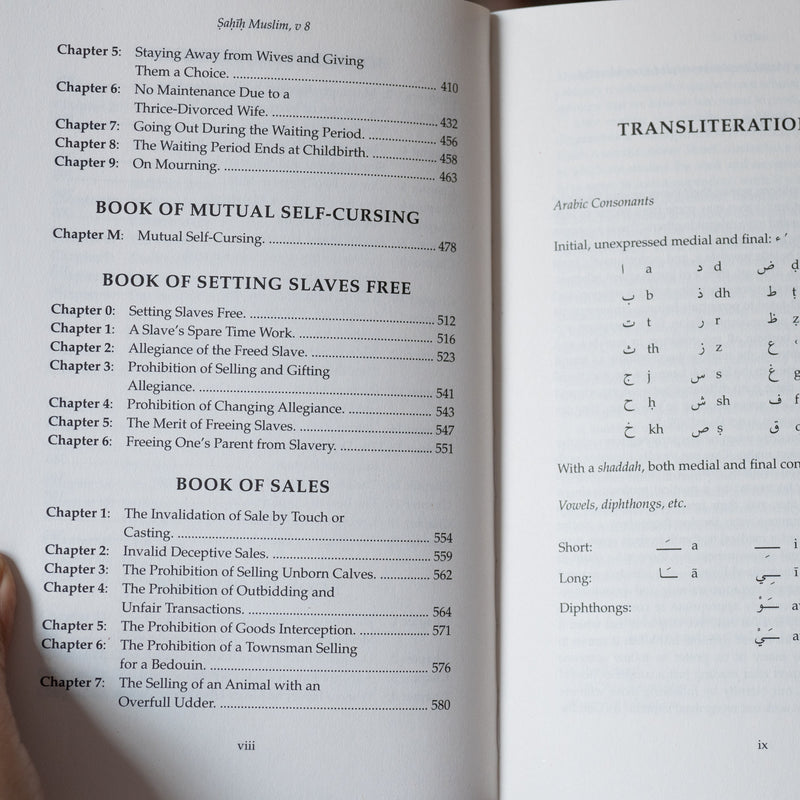 Ṣaḥīḥ Muslim, v 8
Chapter 5: Staying Away from Wives and Giving
Them a Choice. 410
Chapter 6: No Maintenance Due to a
Thrice-Divorced Wife. 432
Chapter 7: Going Out During the Waiting Period. 456
Chapter 8: The Waiting Period Ends at Childbirth. 458
Chapter 9: On Mourning. 463
BOOK OF MUTUAL SELF-CURSING
Chapter M: Mutual Self-Cursing. 478
BOOK OF SETTING SLAVES FREE
Chapter 0: Setting Slaves Free. 512
Chapter 1: A Slave's Spare Time Work. 516
Chapter 2: Allegiance of the Freed Slave. 523
Chapter 3: Prohibition of Selling and Gifting
Allegiance. 541
Chapter 4: Prohibition of Changing Allegiance. 543
Chapter 5: The Merit of Freeing Slaves. 547
Chapter 6: Freeing One's Parent from Slavery. 551
BOOK OF SALES
Chapter 1: The Invalidation of Sale by Touch or
Casting. 554
Chapter 2: Invalid Deceptive Sales. 559
Chapter 3: The Prohibition of Selling Unborn Calves. 562
Chapter 4: The Prohibition of Outbidding and
Unfair Transactions. 564
Chapter 5: The Prohibition of Goods Interception. 571
Chapter 6: The Prohibition of a Townsman Selling
for a Bedouin. 576
Chapter 7: The Selling of an Animal with an
Overfull Udder. 580
viii
TRANSLITERATION
Arabic Consonants
Initial, unexpressed medial and final: ء ’
ا a د d ض ḍ
ب b ذ dh ط ṭ
ت t ر r ظ ẓ
ث th ز z ع ‘
ج j س s غ g
ح ḥ ش sh ف f
خ kh ص ṣ ق
With a shaddah, both medial and final con
Vowels, diphthongs, etc.
Short: ـَ a ـِ i
Long: ـَا ā ـِي ī
Diphthongs: ـَوْ a
ـَيْ a
ix